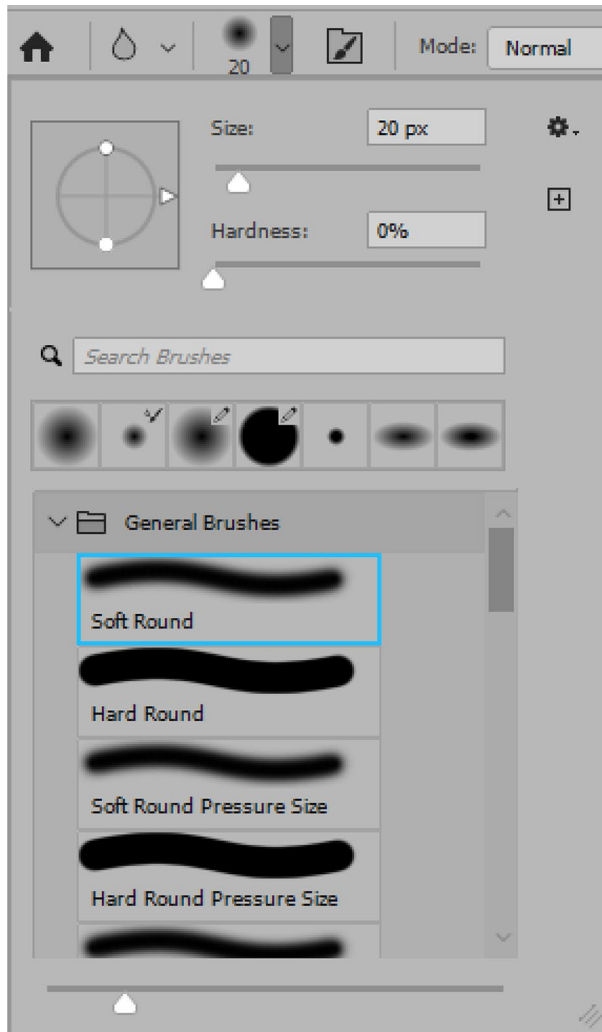 20
Mode: Normal
Size: 20 px
Hardness: 0%
Search Brushes
General Brushes
Soft Round
Hard Round
Soft Round Pressure Size
Hard Round Pressure Size